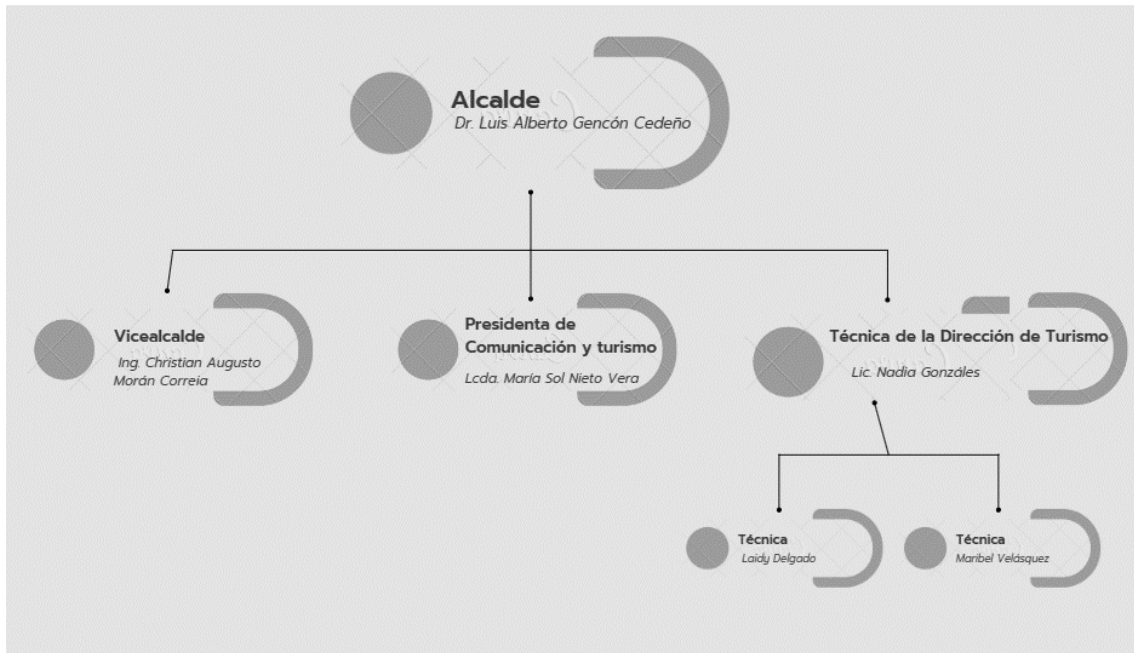 Alcalde
Dr. Luis Alberto Gencón Cedeño
Vicealcalde
Ing. Christian Augusto
Morán Correia
Presidenta de
Comunicación y turismo
Lcda. María Sol Nieto Vera
Técnica de la Dirección de Turismo
Lic. Nadia Gonzáles
Técnica
Laidy Delgado
Técnica
Maribel Velásquez